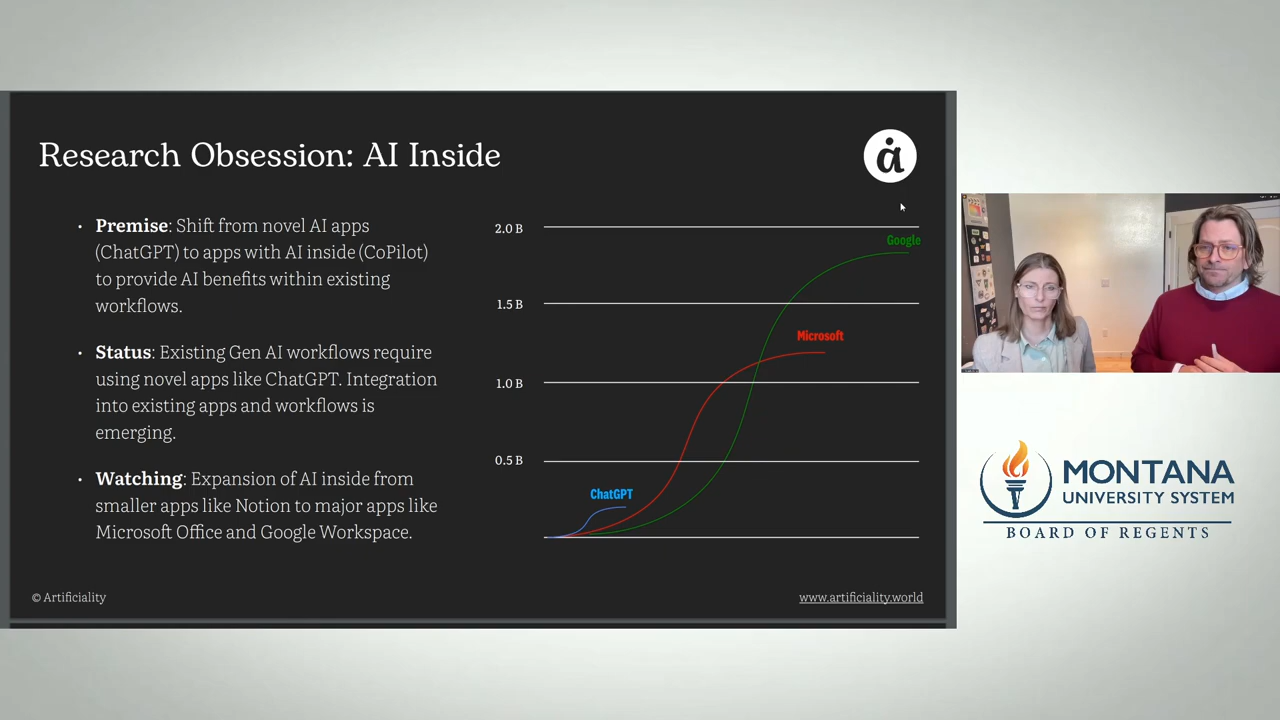 Research Obsession: AI Inside
ȧ
• Premise: Shift from novel AI apps
(ChatGPT) to apps with AI inside (CoPilot)
to provide AI benefits within existing
workflows.
• Status: Existing Gen AI workflows require
using novel apps like ChatGPT. Integration
into existing apps and workflows is
emerging.
• Watching: Expansion of AI inside from
smaller apps like Notion to major apps like
Microsoft Office and Google Workspace.
2.0 B
Google
1.5 B
Microsoft
1.0 B
0.5 B
ChatGPT
© Artificiality
www.artificiality.world
MONTANA
UNIVERSITY SYSTEM
BOARD OF REGENTS